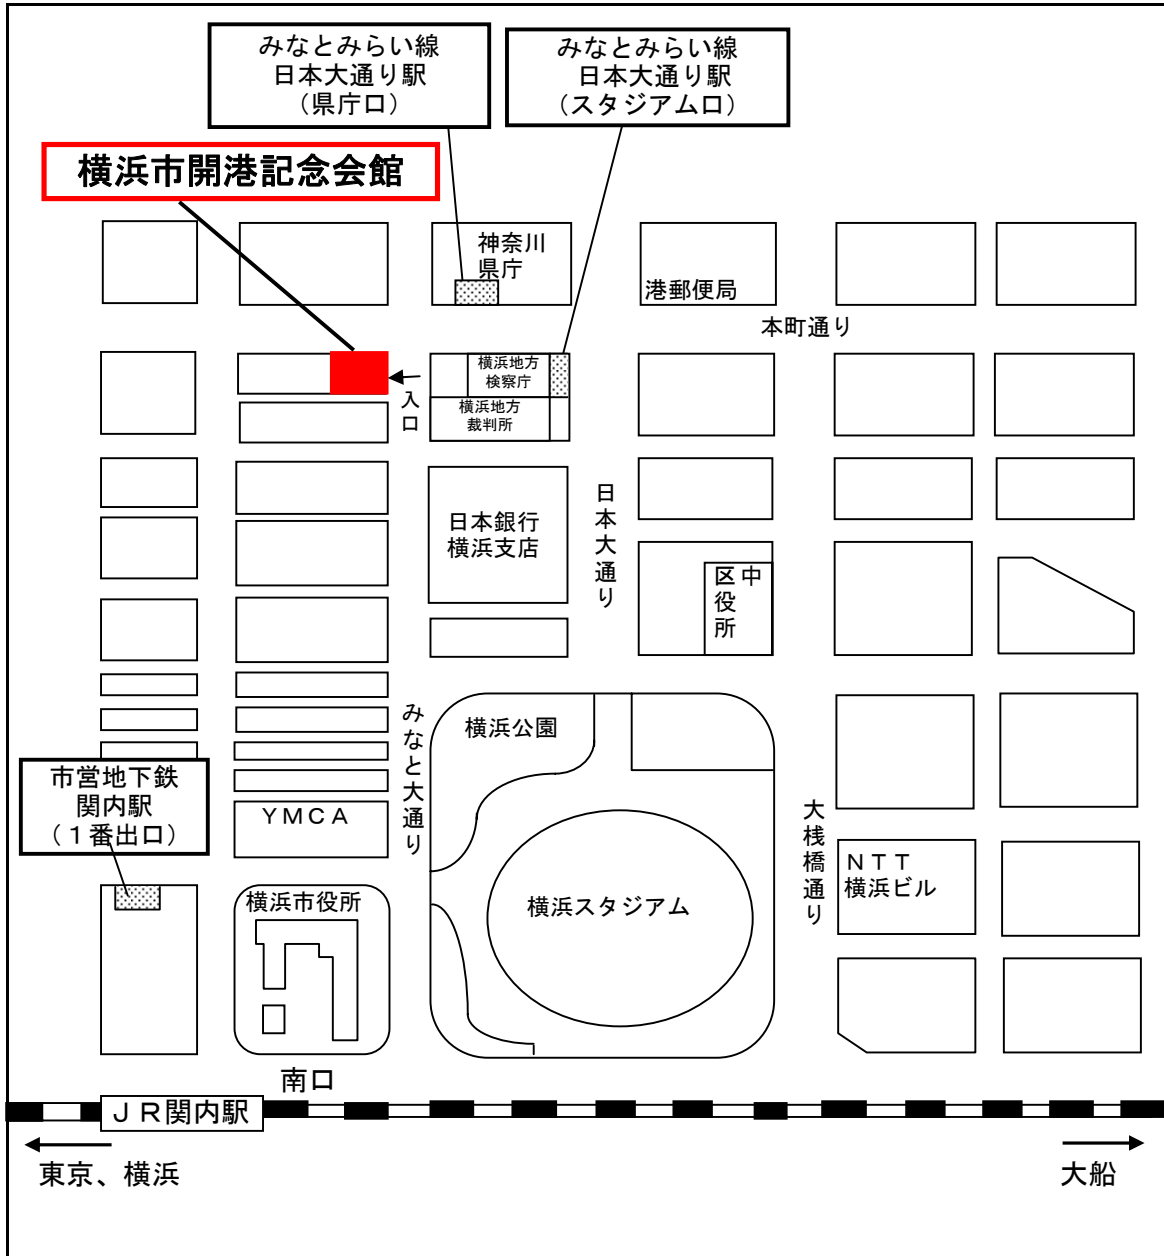 みなとみらい線
日本大通り駅
（県庁口）
みなとみらい線
日本大通り駅
（スタジアム口）
横浜市開港記念会館
神奈川
県庁
港郵便局
本町通り
横浜地方
検察庁
入口
横浜地方
裁判所
日本銀行
横浜支店
日本大通り
中
区役所
みなと大通り
横浜公園
市営地下鉄
関内駅
（１番出口）
ＹＭＣＡ
大桟橋通り
ＮＴＴ
横浜ビル
横浜市役所
横浜スタジアム
南口
ＪＲ関内駅
東京、横浜
大船